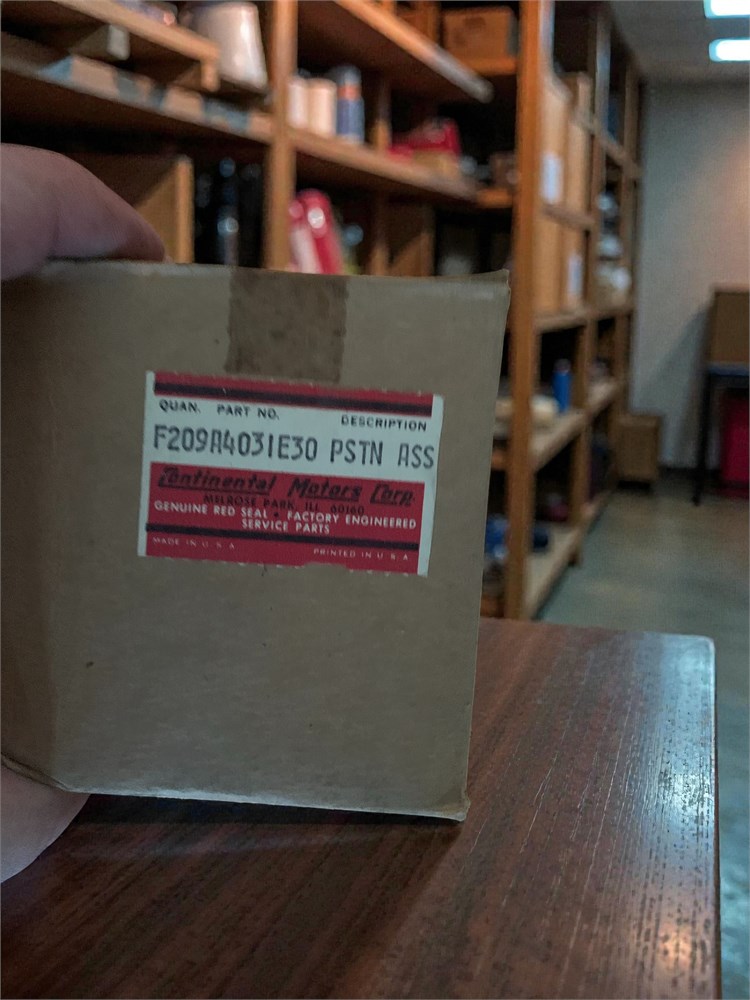 QUAN. PART NO. DESCRIPTION
F209A4031E30 PSTN ASS
Continental Motors Corp.
MELROSE PARK, ILL 60160
GENUINE RED SEAL • FACTORY ENGINEERED
SERVICE PARTS
MADE IN U.S.A. PRINTED IN U.S.A.